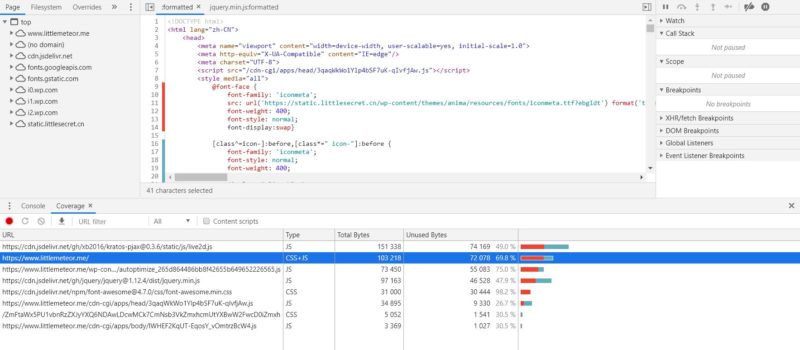 Page Filesystem Overrides » :formatted × jquery.min.js:formatted
top
www.littlemeteor.me
(no domain)
cdn.jsdelivr.net
fonts.googleapis.com
fonts.gstatic.com
i0.wp.com
i1.wp.com
i2.wp.com
static.littlesecret.cn
1 <!DOCTYPE html>
2 <html lang="zh-CN">
3 <head>
4 <meta name="viewport" content="width=device-width, user-scalable=yes, initial-scale=1.0">
5 <meta http-equiv="X-UA-Compatible" content="IE=edge"/>
6 <meta charset="UTF-8">
7 <script src="/cdn-cgi/apps/head/3qaqWkWo1Ylp4bSF7uK-qIvfjAw.js"></script>
8 <style media="all">
9 @font-face {
10 font-family: 'iconmeta';
11 src: url('https://static.littlesecret.cn/wp-content/themes/anima/resources/fonts/iconmeta.ttf?ebgldt') format('t
12 font-weight: 400;
13 font-style: normal;
14 font-display:swap}
15
16 [class^=icon-]:before,[class*=" icon-"]:before {
17 font-family: 'iconmeta';
18 font-style: normal;
19 font-weight: 400;
20
41 characters selected
Watch
Call Stack
Not paused
Scope
Not paused
Breakpoints
No breakpoints
XHR/fetch Breakpoints
DOM Breakpoints
Global Listeners
Event Listener Breakpoints
Console Coverage ×
URL filter All Content scripts
URL Type Total Bytes Unused Bytes
https://cdn.jsdelivr.net/gh/xb2016/kratos-pjax@0.3.6/static/js/live2d.js JS 151 338 74 169 49.0 %
https://www.littlemeteor.me/ CSS+JS 103 218 72 078 69.8 %
https://www.littlemeteor.me/wp-con…/autoptimize_265d864486bb8f42655b649652226565.js JS 73 450 55 083 75.0 %
https://cdn.jsdelivr.net/gh/jquery/jquery@1.12.4/dist/jquery.min.js JS 97 163 46 528 47.9 %
https://cdn.jsdelivr.net/npm/font-awesome@4.7.0/css/font-awesome.min.css CSS 31 000 30 444 98.2 %
https://www.littlemeteor.me/cdn-cgi/apps/head/3qaqWkWo1Ylp4bSF7uK-qIvfjAw.js JS 34 895 9 330 26.7 %
/ZmFtaWx5PU1vbnRzZXJyYXQ6NDAwLDcwMCk7CmNsb3VkZmxhcmUtYXBwW2FwcD0iZmxh CSS 5 052 1 541 30.5 %
https://www.littlemeteor.me/cdn-cgi/apps/body/IWHEF2KqUT-EqosY_vOmtrzBcW4.js JS 3 369 1 027 30.5 %